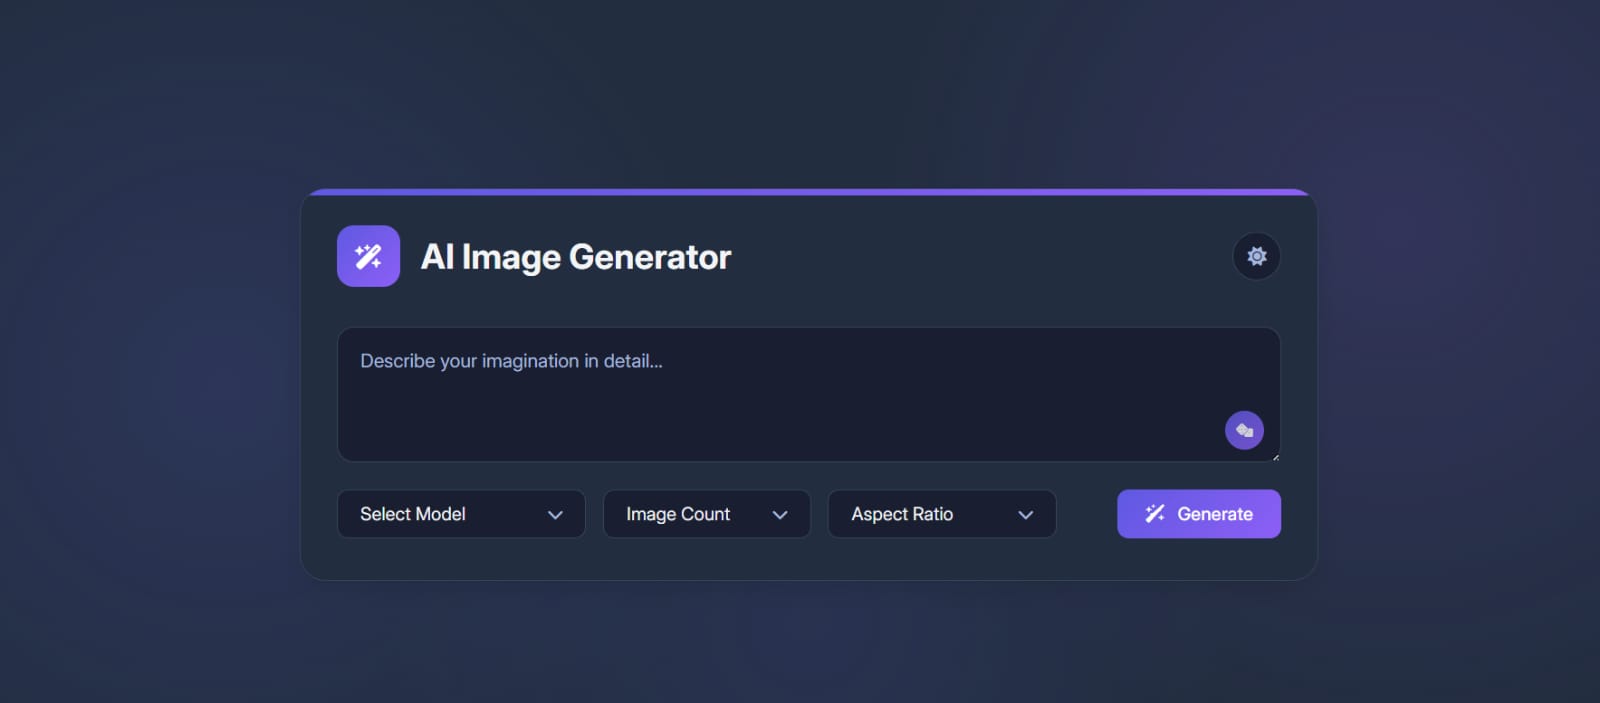 AI Image Generator
Describe your imagination in detail...
Select Model
Image Count
Aspect Ratio
Generate